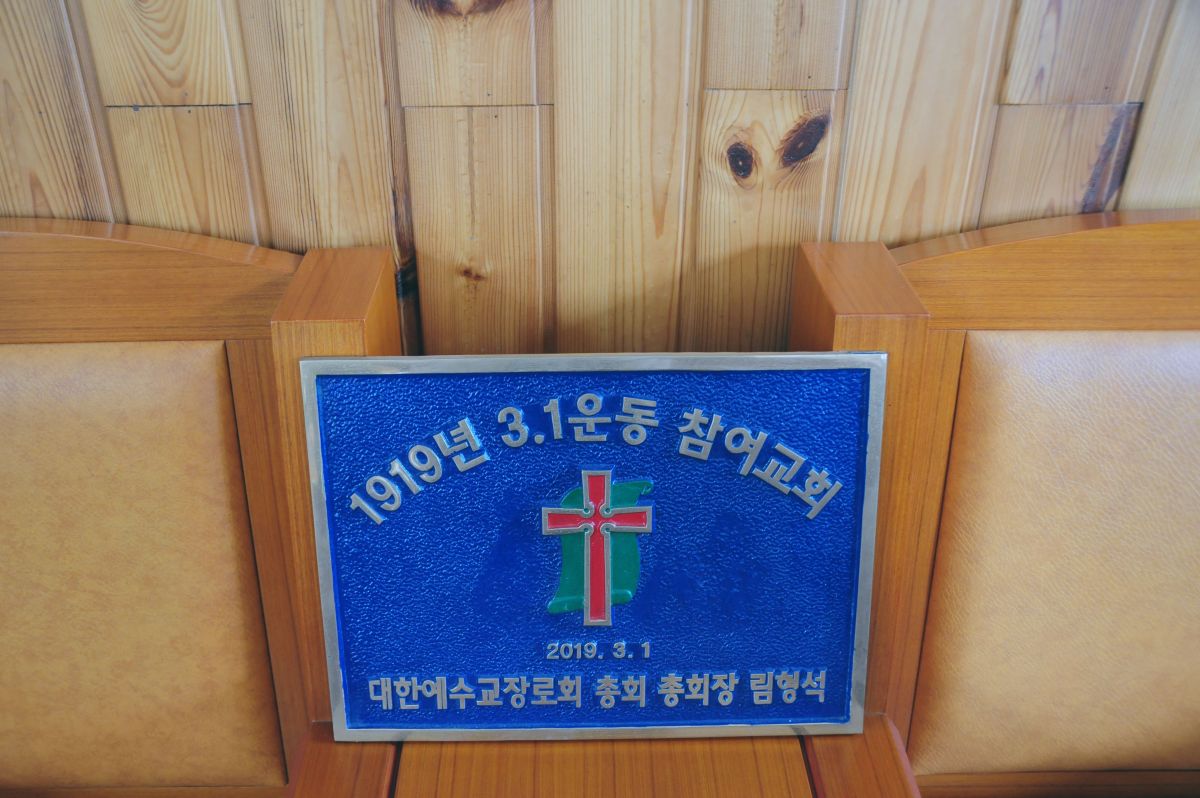 1919년 3.1운동 참여교회
2019. 3. 1
대한예수교장로회 총회 총회장 림형석